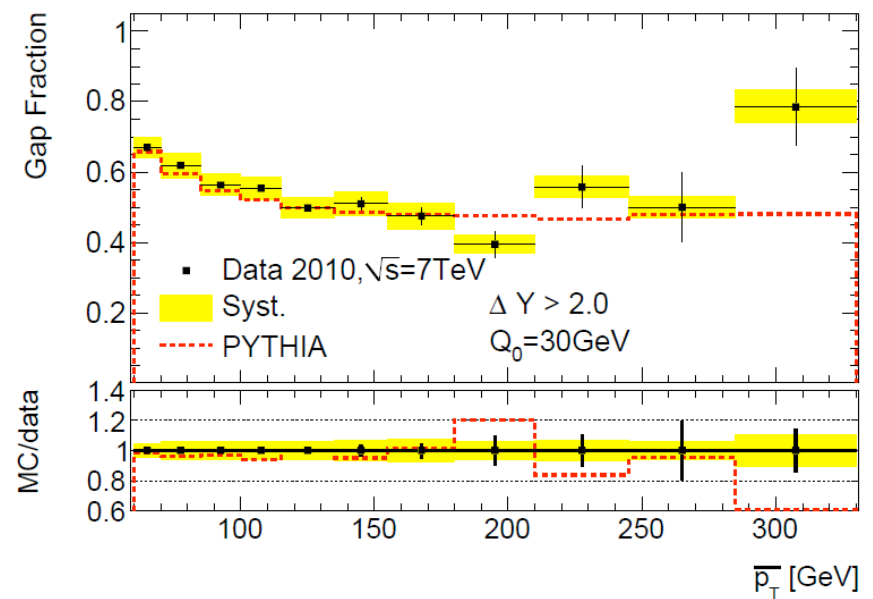 Gap Fraction
1
0.8
0.6
0.4
0.2
Data 2010,√s=7TeV
Syst.
PYTHIA
Δ Y > 2.0
Q₀=30GeV
MC/data
1.4
1.2
1
0.8
0.6
100 150 200 250 300
p̅_T [GeV]